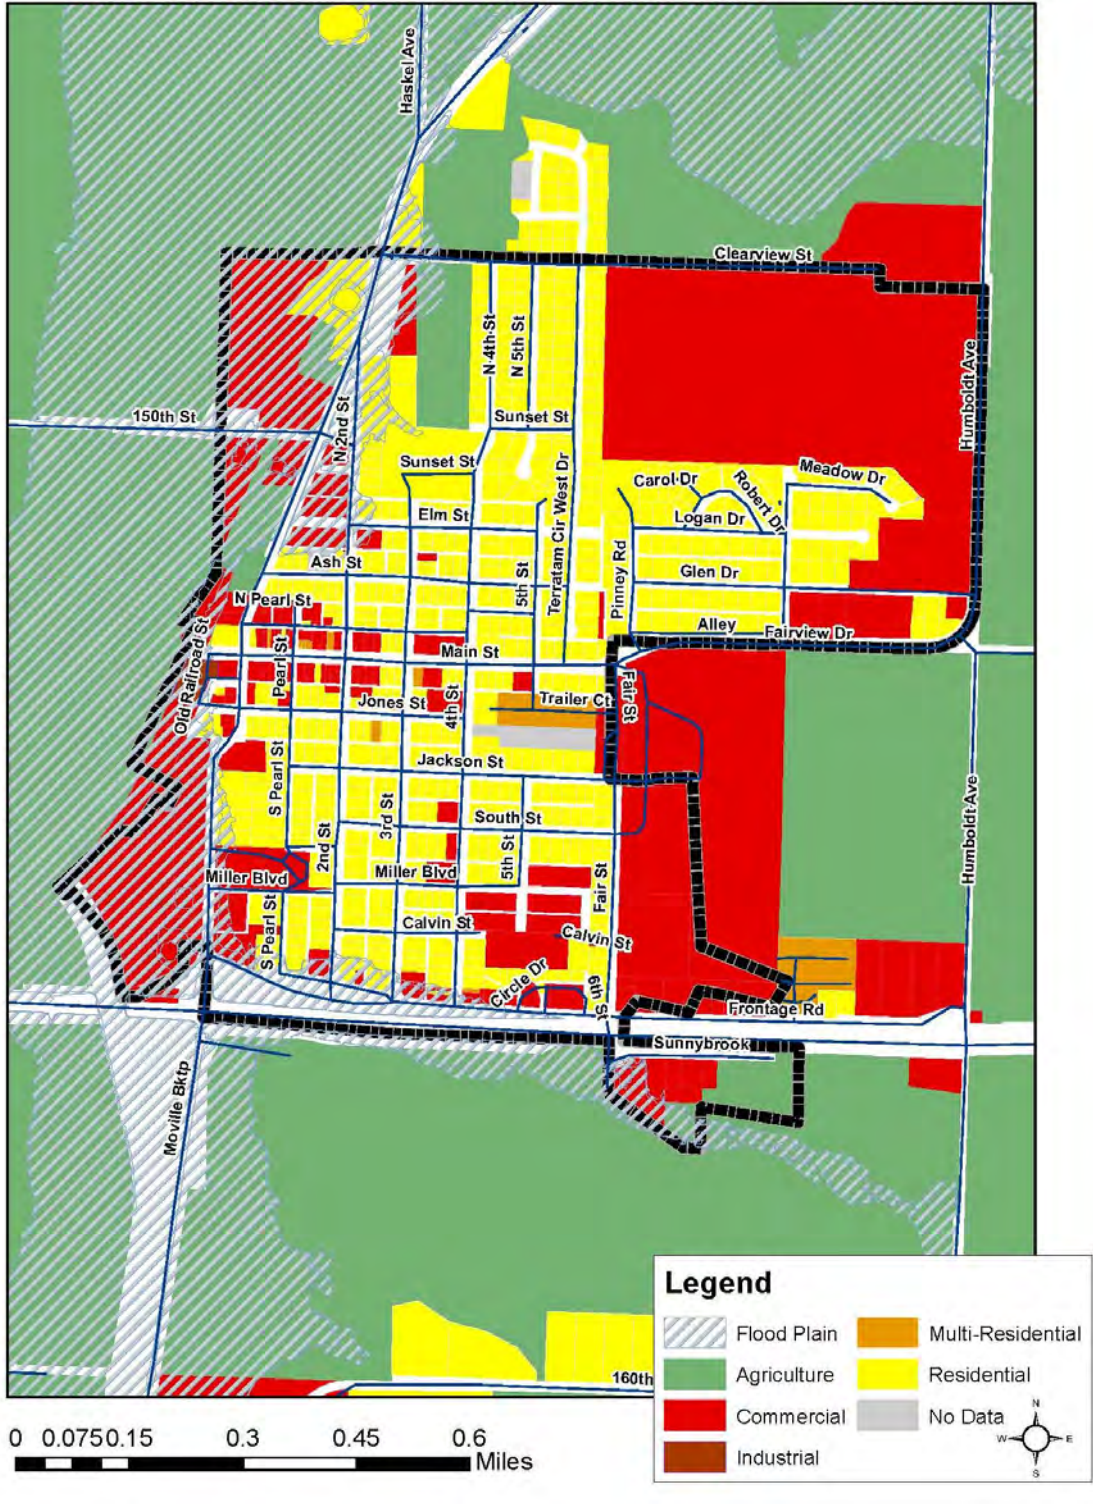 Haskel Ave
Clearview St
N 4th St
N 5th St
Humboldt Ave
150th St
N 2nd St
Sunset St
Sunset St
Terratam Cir West Dr
Carol Dr
Robert Dr
Meadow Dr
Elm St
Logan Dr
Ash St
5th St
Pinney Rd
Glen Dr
N Pearl St
Alley
Fairview Dr
Old Railroad St
Pearl St
Main St
Jones St
4th St
Trailer Ct
Fair St
S Pearl St
Jackson St
2nd St
3rd St
South St
5th St
Humboldt Ave
Miller Blvd
Miller Blvd
Fair St
S Pearl St
Calvin St
Calvin St
Circle Dr
6th St
Frontage Rd
Sunnybrook
Moville Bktp
160th
Legend
Flood Plain
Multi-Residential
Agriculture
Residential
Commercial
No Data
Industrial
N
W
E
S
0 0.075 0.15 0.3 0.45 0.6
Miles